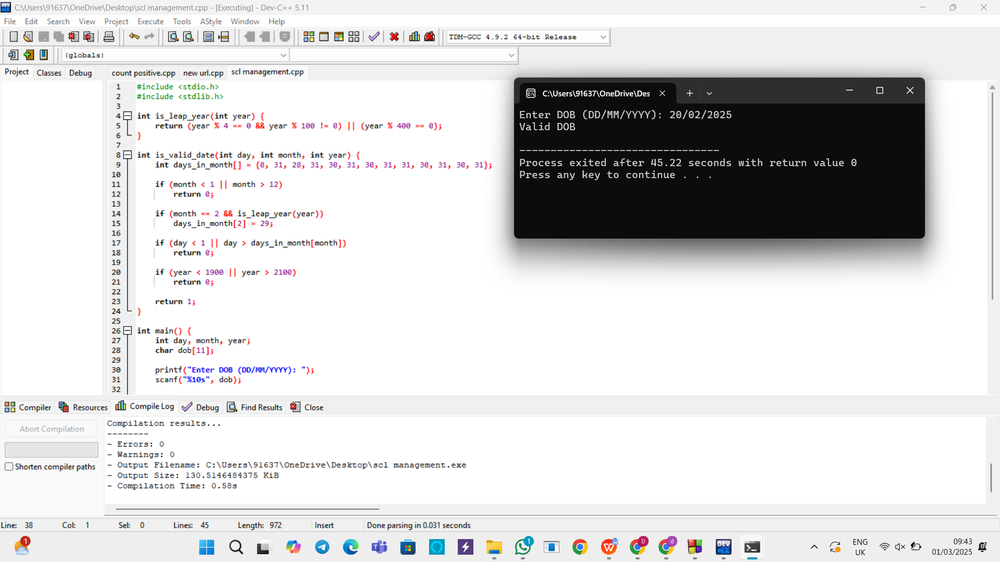 C:\Users\91637\OneDrive\Desktop\scl management.cpp - [Executing] - Dev-C++ 5.11
File Edit Search View Project Execute Tools AStyle Window Help
TDM-GCC 4.9.2 64-bit Release
(globals)
Project Classes Debug
count positive.cpp new url.cpp scl management.cpp
1 #include <stdio.h>
2 #include <stdlib.h>
3
4 int is_leap_year(int year) {
5 return (year % 4 == 0 && year % 100 != 0) || (year % 400 == 0);
6 }
7
8 int is_valid_date(int day, int month, int year) {
9 int days_in_month[] = {0, 31, 28, 31, 30, 31, 30, 31, 31, 30, 31, 30, 31};
10
11 if (month < 1 || month > 12)
12 return 0;
13
14 if (month == 2 && is_leap_year(year))
15 days_in_month[2] = 29;
16
17 if (day < 1 || day > days_in_month[month])
18 return 0;
19
20 if (year < 1900 || year > 2100)
21 return 0;
22
23 return 1;
24 }
25
26 int main() {
27 int day, month, year;
28 char dob[11];
29
30 printf("Enter DOB (DD/MM/YYYY): ");
31 scanf("%10s", dob);
32
C:\Users\91637\OneDrive\Des
Enter DOB (DD/MM/YYYY): 20/02/2025
Valid DOB
--------------------------------
Process exited after 45.22 seconds with return value 0
Press any key to continue . . .
Compiler Resources Compile Log Debug Find Results Close
Abort Compilation
Shorten compiler paths
Compilation results...
--------
- Errors: 0
- Warnings: 0
- Output Filename: C:\Users\91637\OneDrive\Desktop\scl management.exe
- Output Size: 130.5146484375 KiB
- Compilation Time: 0.58s
Line: 38 Col: 1 Sel: 0 Lines: 45 Length: 972 Insert Done parsing in 0.031 seconds
1
1
W
D
d
DEV
C++
ENG
UK
09:43
01/03/2025